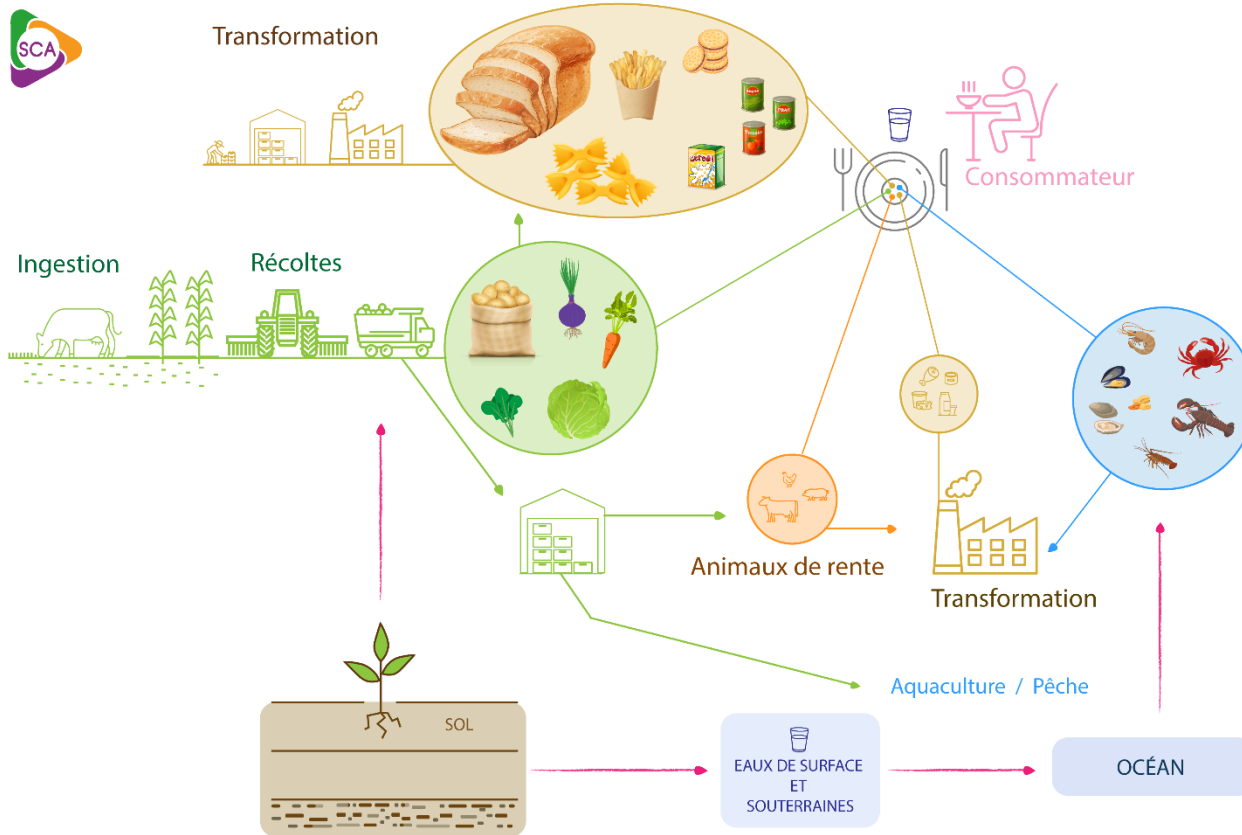 SCA
Transformation
Consommateur
Ingestion
Récoltes
Animaux de rente
Transformation
Aquaculture / Pêche
SOL
EAUX DE SURFACE
ET
SOUTERRAINES
OCÉAN